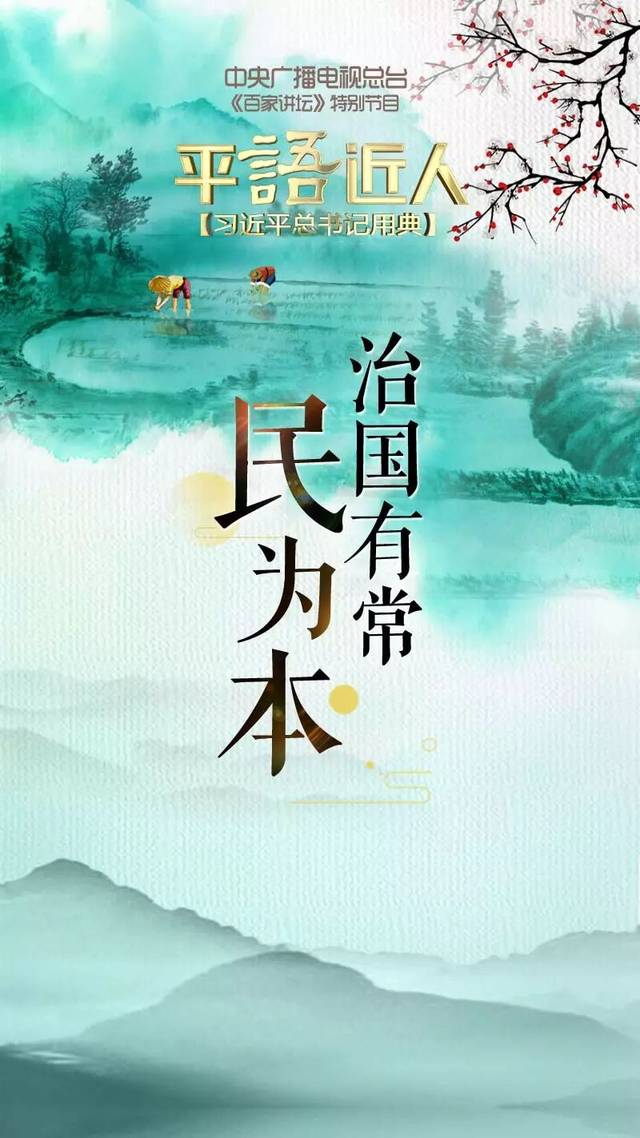 中央广播电视总台
《百家讲坛》特别节目
平語近人
【习近平总书记用典】
治国有常
民为本